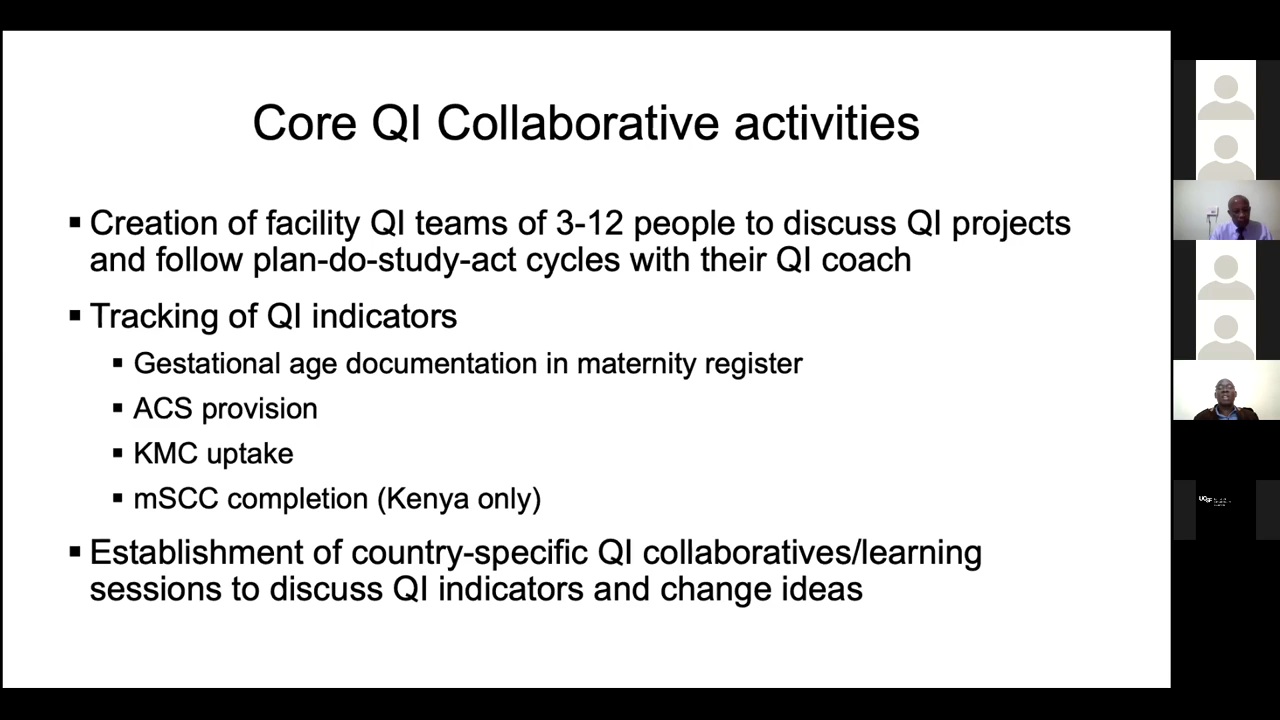 Core QI Collaborative activities
▪ Creation of facility QI teams of 3-12 people to discuss QI projects
and follow plan-do-study-act cycles with their QI coach
▪ Tracking of QI indicators
▪ Gestational age documentation in maternity register
▪ ACS provision
▪ KMC uptake
▪ mSCC completion (Kenya only)
▪ Establishment of country-specific QI collaboratives/learning
sessions to discuss QI indicators and change ideas
UCSF